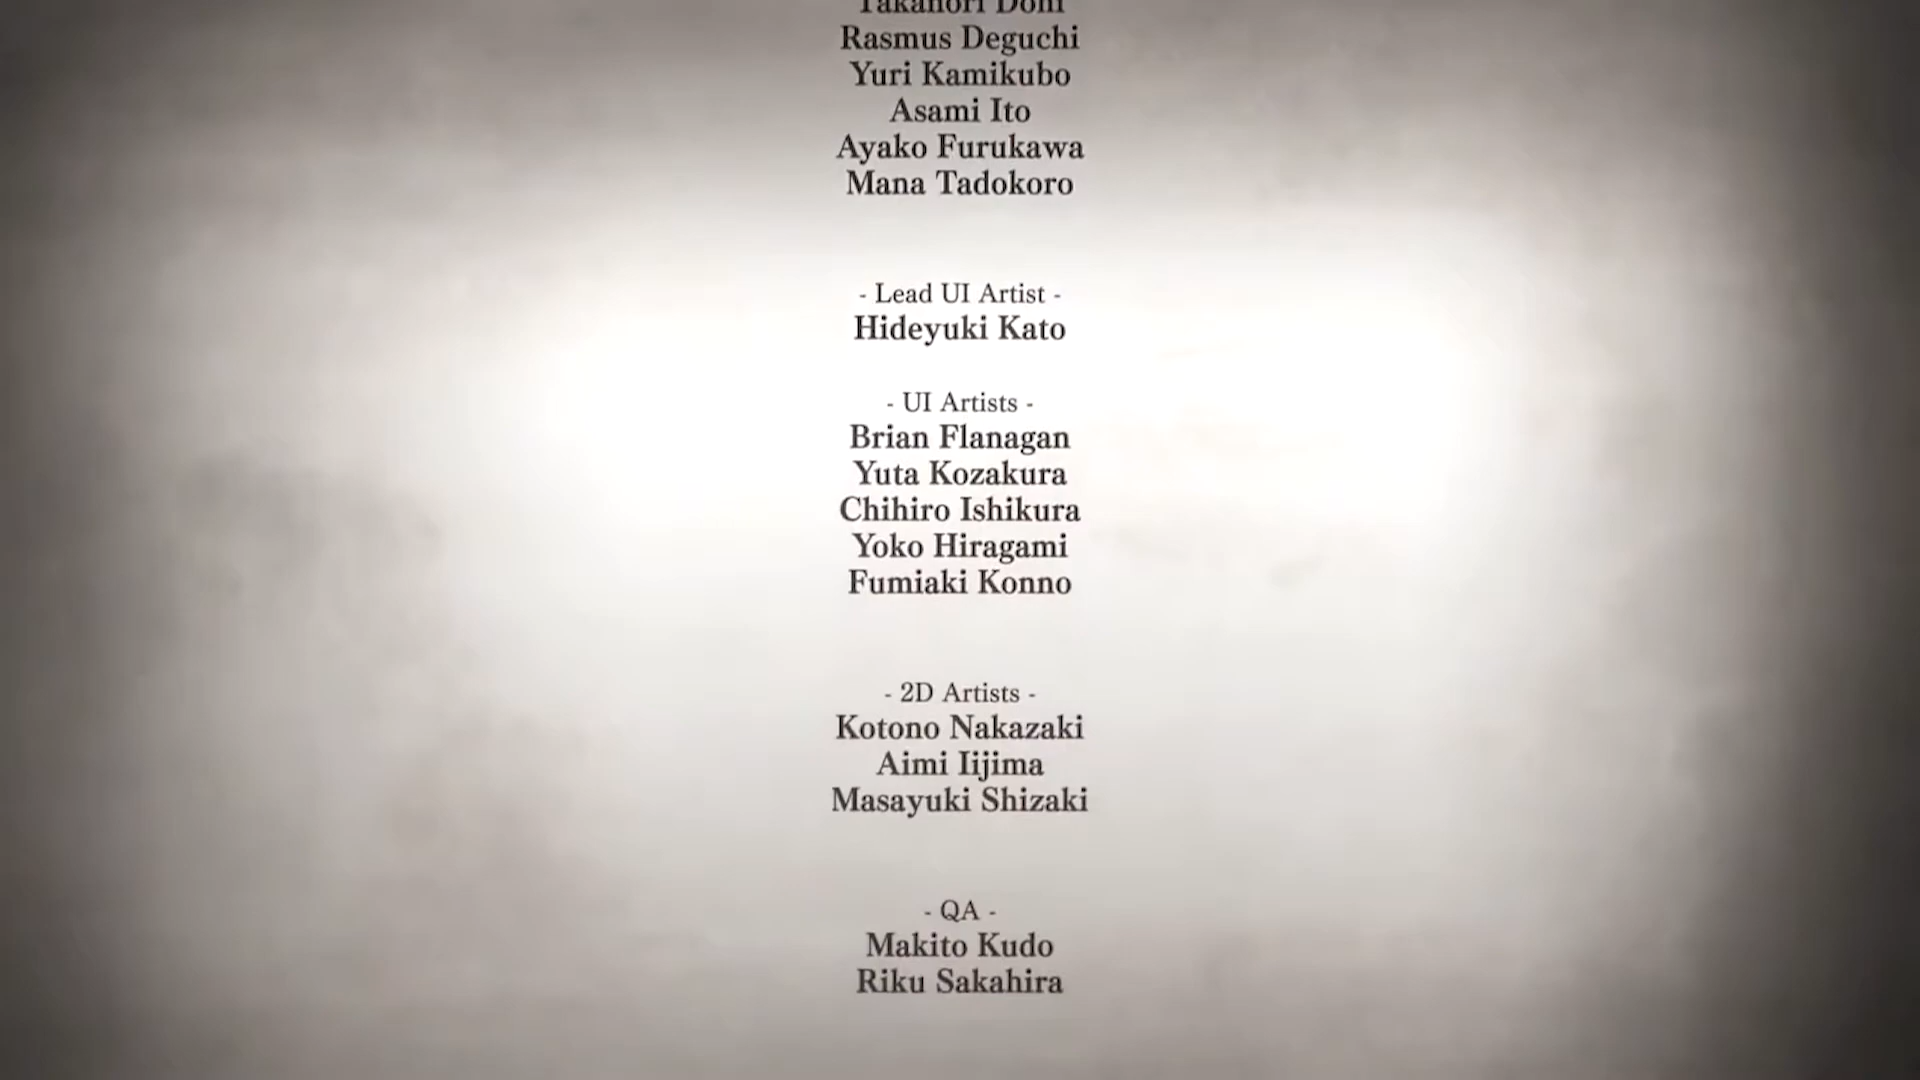 Takanori Dohi
Rasmus Deguchi
Yuri Kamikubo
Asami Ito
Ayako Furukawa
Mana Tadokoro
- Lead UI Artist -
Hideyuki Kato
- UI Artists -
Brian Flanagan
Yuta Kozakura
Chihiro Ishikura
Yoko Hiragami
Fumiaki Konno
- 2D Artists -
Kotono Nakazaki
Aimi Iijima
Masayuki Shizaki
- QA -
Makito Kudo
Riku Sakahira